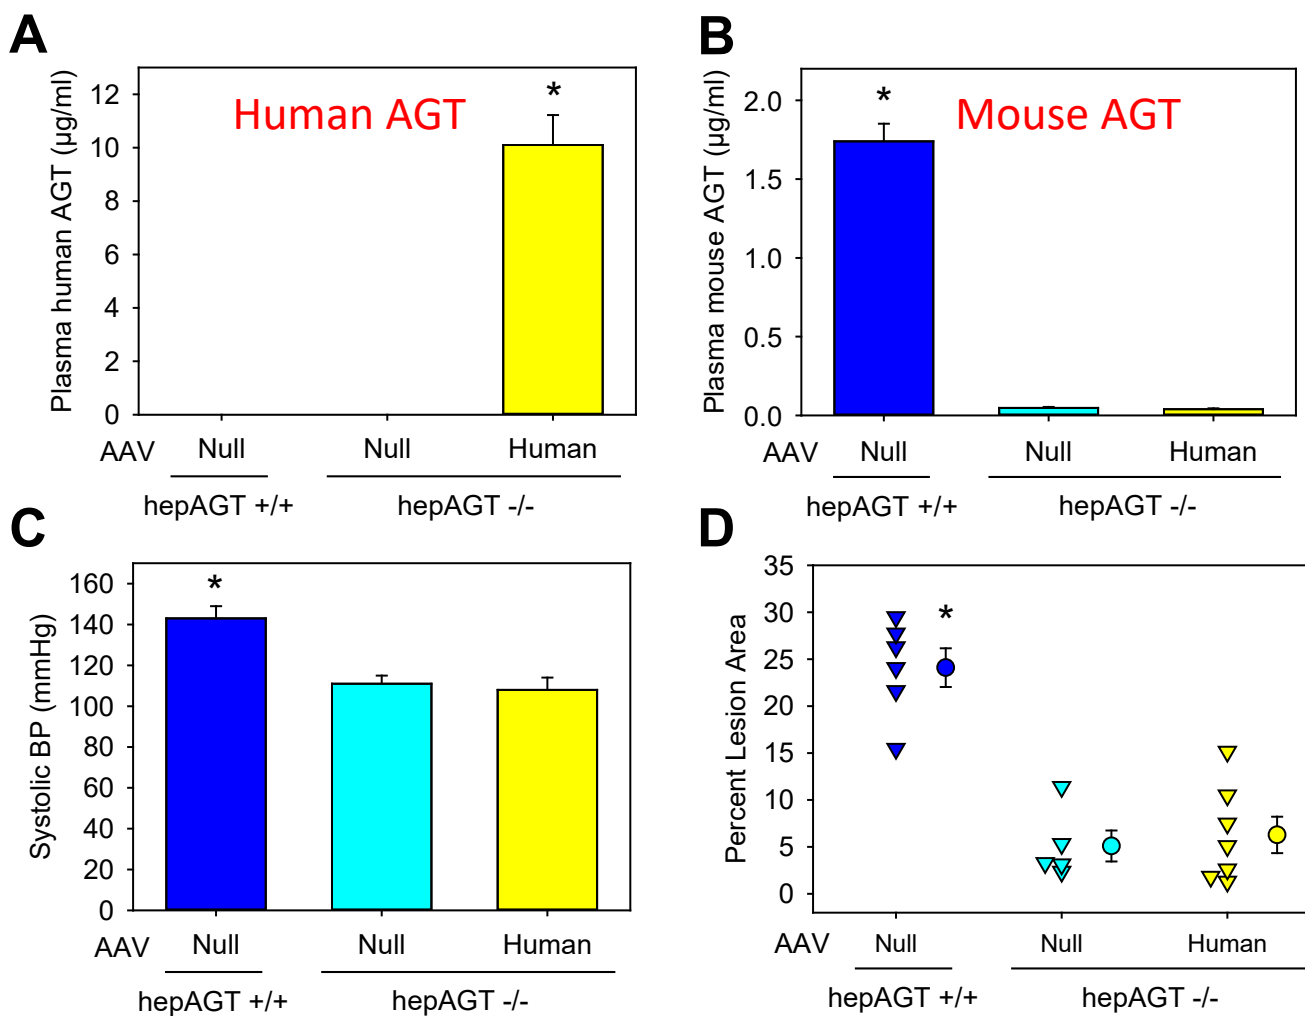 A
Plasma human AGT (µg/ml)
12
10
8
6
4
2
0
Human AGT
*
AAV
Null
Null
Human
hepAGT +/+
hepAGT -/-
B
Plasma mouse AGT (µg/ml)
2.0
1.5
1.0
0.5
0.0
Mouse AGT
*
AAV
Null
Null
Human
hepAGT +/+
hepAGT -/-
C
Systolic BP (mmHg)
160
140
120
100
80
60
40
20
0
*
AAV
Null
Null
Human
hepAGT +/+
hepAGT -/-
D
Percent Lesion Area
35
30
25
20
15
10
5
0
*
AAV
Null
Null
Human
hepAGT +/+
hepAGT -/-